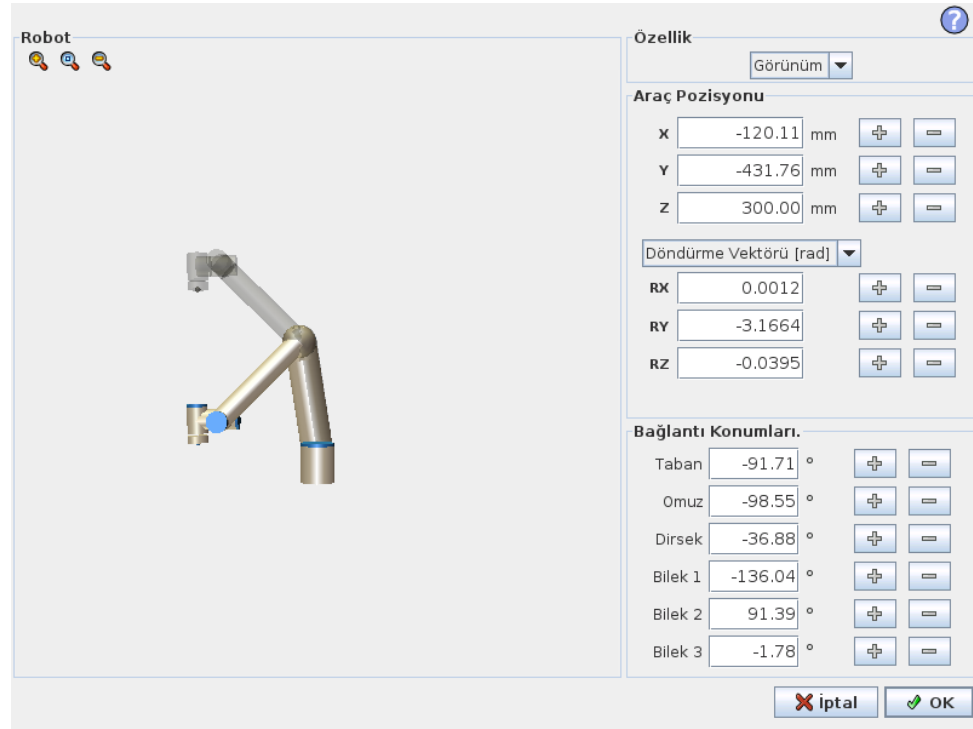 Robot
Özellik
Görünüm
Araç Pozisyonu
X -120.11 mm
Y -431.76 mm
Z 300.00 mm
Döndürme Vektörü [rad]
RX 0.0012
RY -3.1664
RZ -0.0395
Bağlantı Konumları.
Taban -91.71 °
Omuz -98.55 °
Dirsek -36.88 °
Bilek 1 -136.04 °
Bilek 2 91.39 °
Bilek 3 -1.78 °
İptal OK